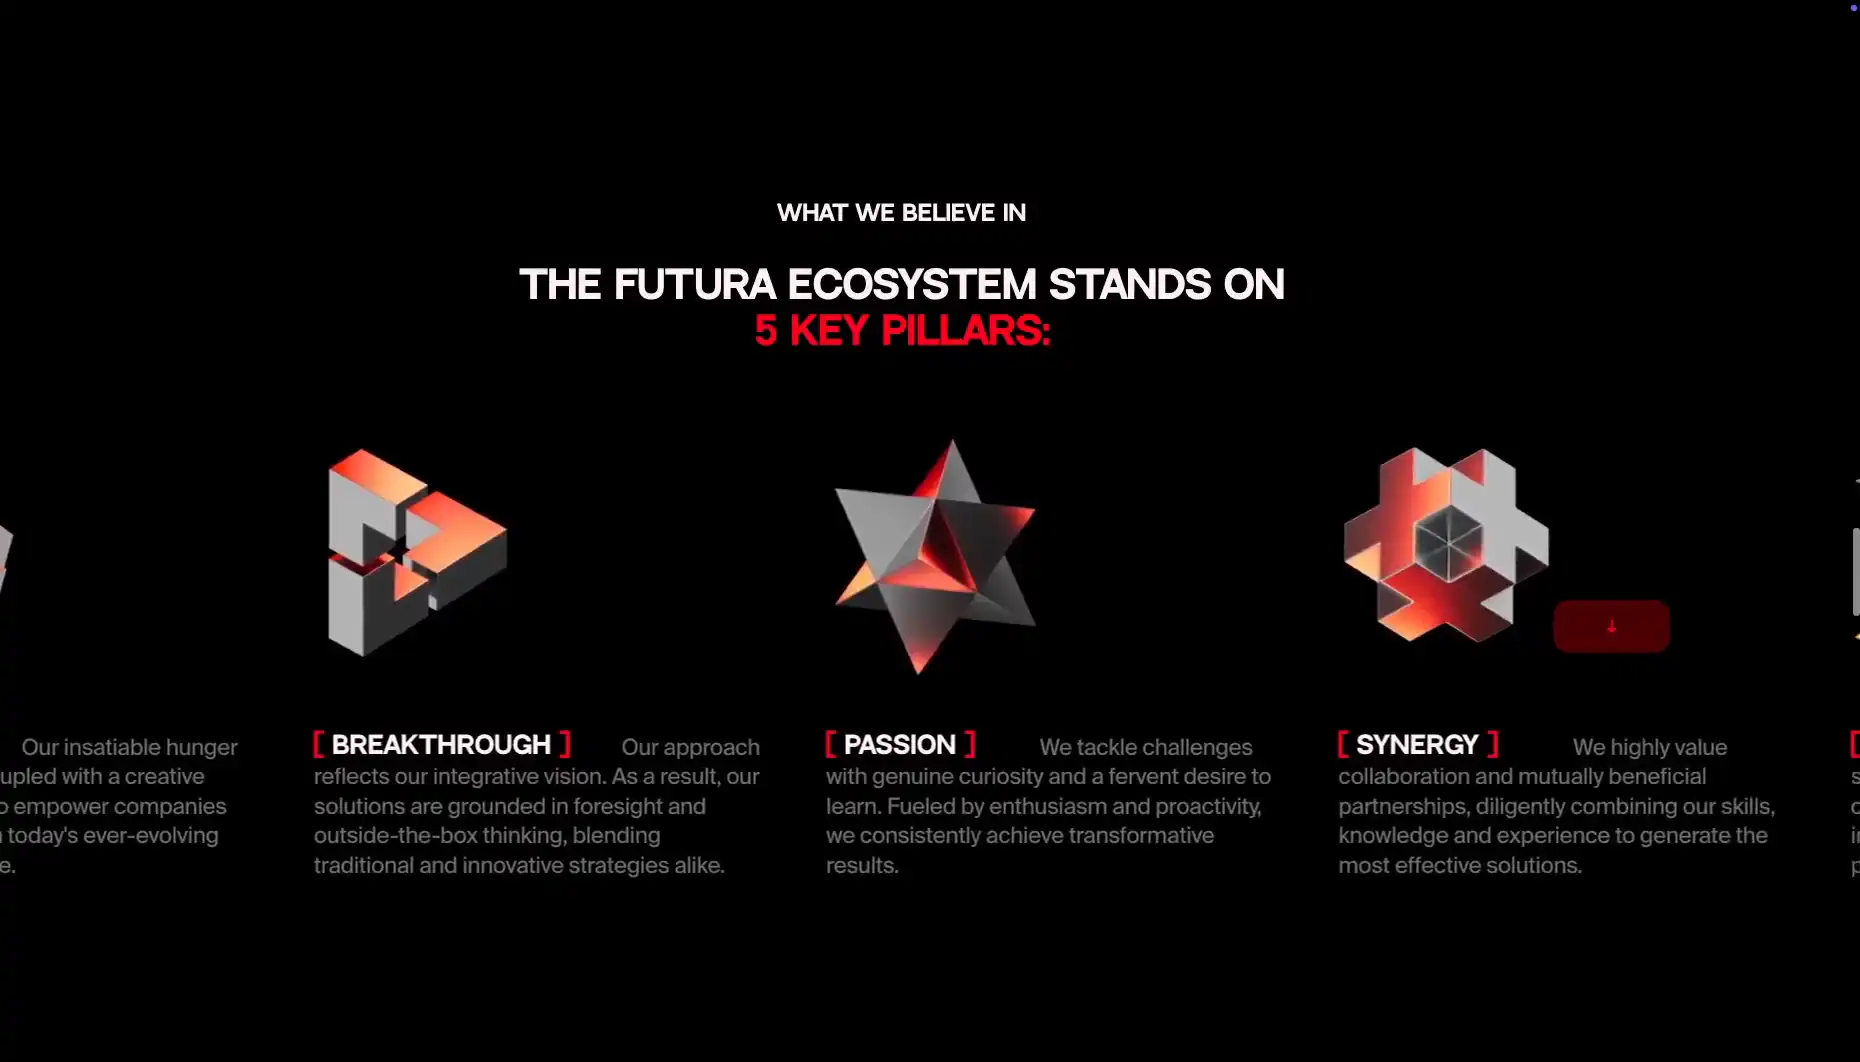 WHAT WE BELIEVE IN
THE FUTURA ECOSYSTEM STANDS ON
5 KEY PILLARS:
Our insatiable hunger
with a creative
empower companies
today's ever-evolving
[ BREAKTHROUGH ] Our approach
reflects our integrative vision. As a result, our
solutions are grounded in foresight and
outside-the-box thinking, blending
traditional and innovative strategies alike.
[ PASSION ] We tackle challenges
with genuine curiosity and a fervent desire to
learn. Fueled by enthusiasm and proactivity,
we consistently achieve transformative
results.
[ SYNERGY ] We highly value
collaboration and mutually beneficial
partnerships, diligently combining our skills,
knowledge and experience to generate the
most effective solutions.